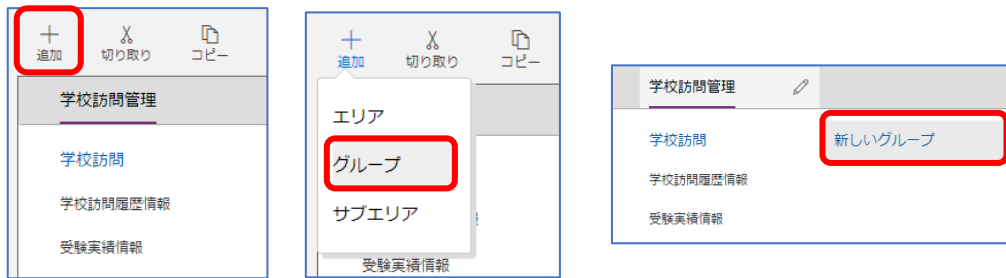 追加 切り取り コピー
学校訪問管理
学校訪問
学校訪問履歴情報
受験実績情報
追加 切り取り コピー
エリア
グループ
サブエリア
受験実績情報
学校訪問管理
学校訪問 新しいグループ
学校訪問履歴情報
受験実績情報